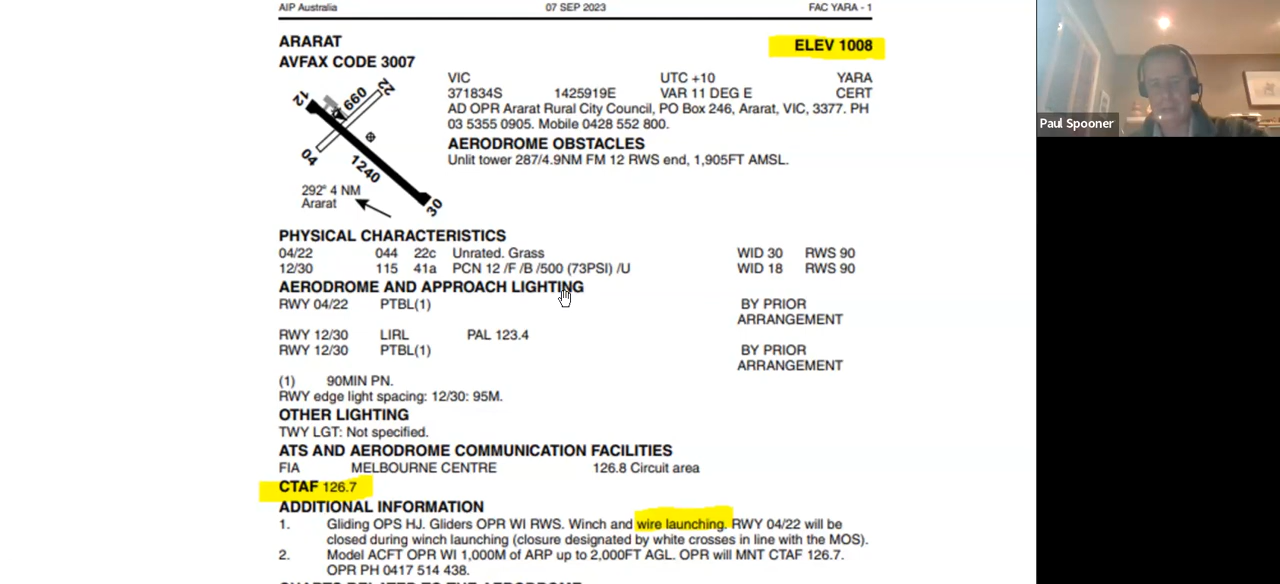 AIP Australia 07 SEP 2023 FAC YARA - 1
ARARAT ELEV 1008
AVFAX CODE 3007
12 660 22
04 1240 30
292° 4 NM
Ararat
VIC UTC +10 YARA
371834S 1425919E VAR 11 DEG E CERT
AD OPR Ararat Rural City Council, PO Box 246, Ararat, VIC, 3377. PH
03 5355 0905. Mobile 0428 552 800.
AERODROME OBSTACLES
Unlit tower 287/4.9NM FM 12 RWS end, 1,905FT AMSL.
PHYSICAL CHARACTERISTICS
04/22 044 22c Unrated. Grass WID 30 RWS 90
12/30 115 41a PCN 12 /F /B /500 (73PSI) /U WID 18 RWS 90
AERODROME AND APPROACH LIGHTING
RWY 04/22 PTBL(1) BY PRIOR
ARRANGEMENT
RWY 12/30 LIRL PAL 123.4
RWY 12/30 PTBL(1) BY PRIOR
ARRANGEMENT
(1) 90MIN PN.
RWY edge light spacing: 12/30: 95M.
OTHER LIGHTING
TWY LGT: Not specified.
ATS AND AERODROME COMMUNICATION FACILITIES
FIA MELBOURNE CENTRE 126.8 Circuit area
CTAF 126.7
ADDITIONAL INFORMATION
1. Gliding OPS HJ. Gliders OPR WI RWS. Winch and wire launching. RWY 04/22 will be
closed during winch launching (closure designated by white crosses in line with the MOS).
2. Model ACFT OPR WI 1,000M of ARP up to 2,000FT AGL. OPR will MNT CTAF 126.7.
OPR PH 0417 514 438.
CHARTS RELATED TO THE AERODROME
Paul Spooner